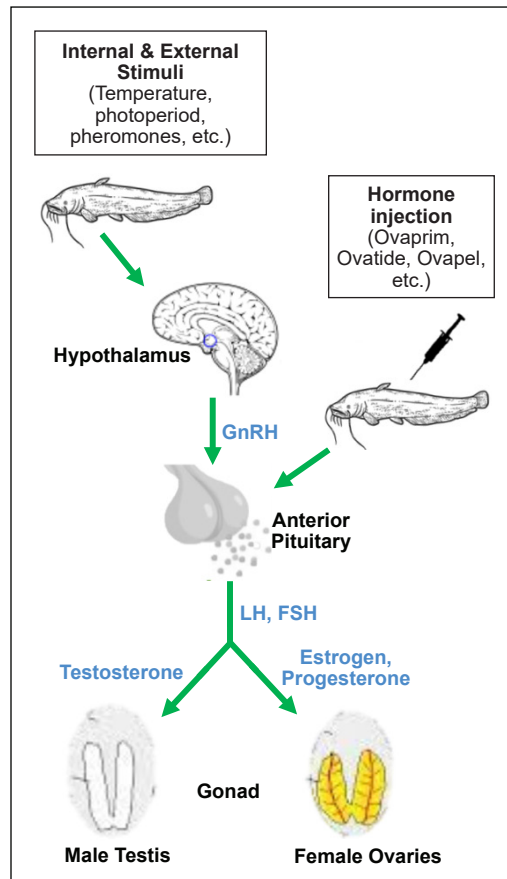 Internal & External
Stimuli
(Temperature,
photoperiod,
pheromones, etc.)
Hormone
injection
(Ovaprim,
Ovatide, Ovapel,
etc.)
Hypothalamus
GnRH
Anterior
Pituitary
LH, FSH
Testosterone
Estrogen,
Progesterone
Gonad
Male Testis
Female Ovaries